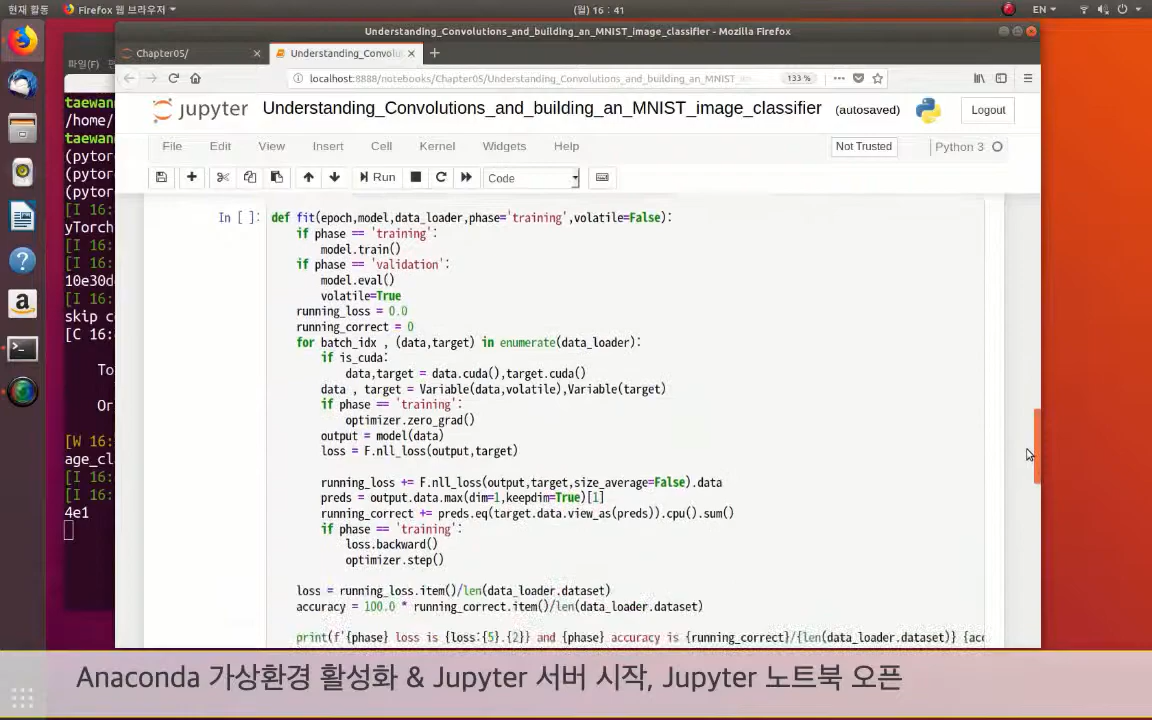 현재 활동
Firefox 웹 브라우저
(월) 16 : 41
EN
Understanding_Convolutions_and_building_an_MNIST_image_classifier - Mozilla Firefox
파일(F)
Chapter05/
Understanding_Convolu
localhost:8888/notebooks/Chapter05/Understanding_Convolutions_and_building_an_MNIST
133 %
taewan
/home/
taewan
(pytor
(pytor
(pytor
[I 16:
yTorch
[I 16:
10e30d
[I 16:
skip c
[C 16:
To
Or
[W 16:
age_cl
[I 16:
[I 16:
4e1
jupyter Understanding_Convolutions_and_building_an_MNIST_image_classifier (autosaved)
Logout
File Edit View Insert Cell Kernel Widgets Help
Not Trusted
Python 3
Run
Code
In [ ]:
def fit(epoch,model,data_loader,phase='training',volatile=False):
if phase == 'training':
model.train()
if phase == 'validation':
model.eval()
volatile=True
running_loss = 0.0
running_correct = 0
for batch_idx , (data,target) in enumerate(data_loader):
if is_cuda:
data,target = data.cuda(),target.cuda()
data , target = Variable(data,volatile),Variable(target)
if phase == 'training':
optimizer.zero_grad()
output = model(data)
loss = F.nll_loss(output,target)
running_loss += F.nll_loss(output,target,size_average=False).data
preds = output.data.max(dim=1,keepdim=True)[1]
running_correct += preds.eq(target.data.view_as(preds)).cpu().sum()
if phase == 'training':
loss.backward()
optimizer.step()
loss = running_loss.item()/len(data_loader.dataset)
accuracy = 100.0 * running_correct.item()/len(data_loader.dataset)
print(f'{phase} loss is {loss:{5}.{2}} and {phase} accuracy is {running_correct}/{len(data_loader.dataset)} {acc
Anaconda 가상환경 활성화 & Jupyter 서버 시작, Jupyter 노트북 오픈